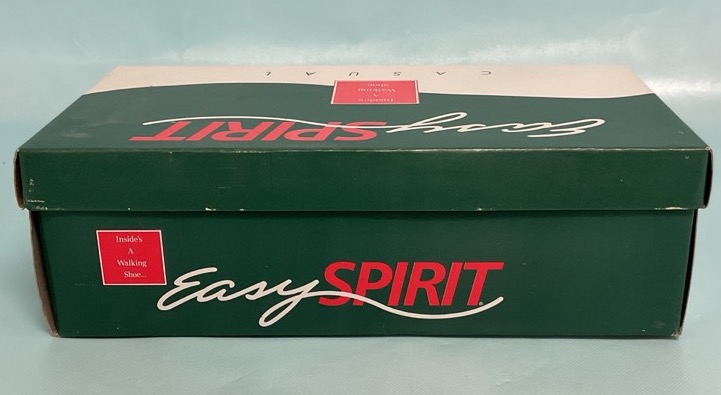 CASUAL
Inside's
A
Walking
Shoe...
Easy SPIRIT
Inside's
A
Walking
Shoe...
Easy SPIRIT.